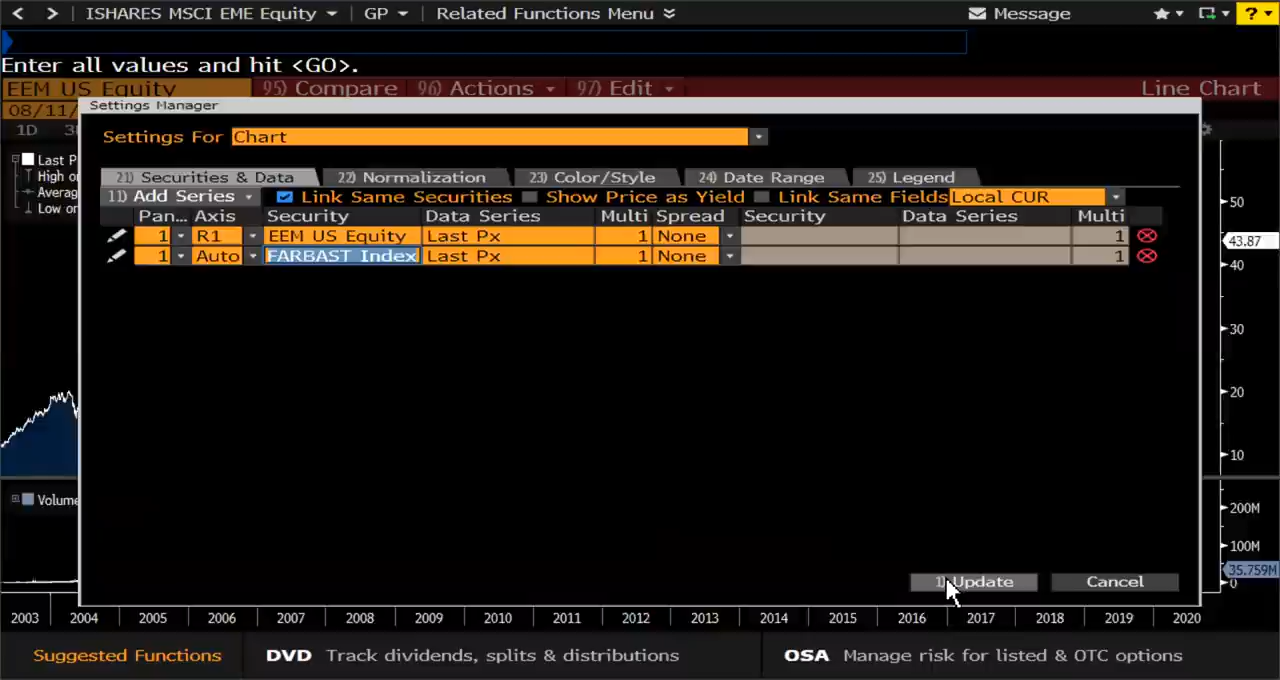 ISHARES MSCI EME Equity GP Related Functions Menu Message ?
Enter all values and hit <GO>.
EEM US Equity 95) Compare 96) Actions 97) Edit Line Chart
08/11/
Settings Manager
1D
Settings For Chart
21) Securities & Data 22) Normalization 23) Color/Style 24) Date Range 25) Legend
11) Add Series Link Same Securities Show Price as Yield Link Same Fields Local CUR
Pan... Axis Security Data Series Multi Spread Security Data Series Multi
1 R1 EEM US Equity Last Px 1 None 1
1 Auto FARBAST Index Last Px 1 None 1
Last P
High o
Averag
Low o
50
43.87
40
30
20
10
Volume
200M
100M
35.759M
0
1) Update Cancel
2003 2004 2005 2006 2007 2008 2009 2010 2011 2012 2013 2014 2015 2016 2017 2018 2019 2020
Suggested Functions DVD Track dividends, splits & distributions OSA Manage risk for listed & OTC options